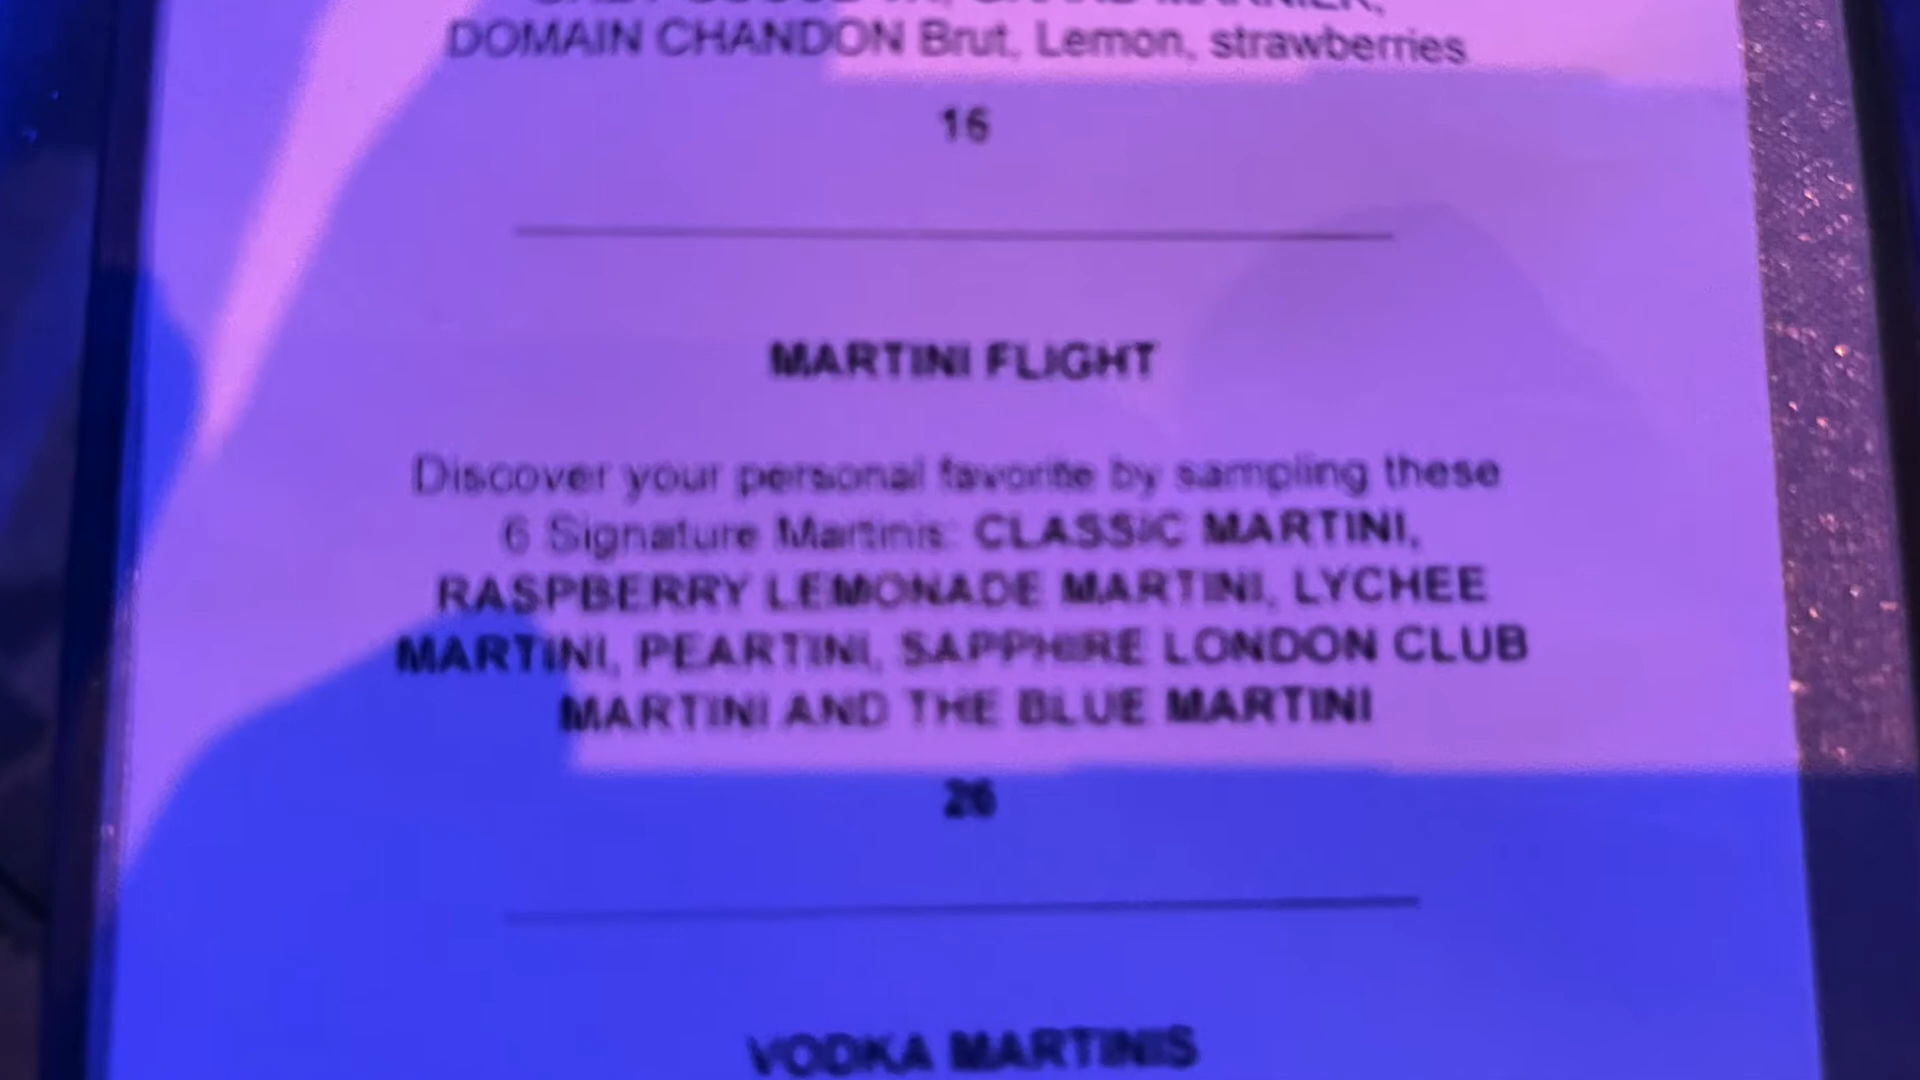 DOMAIN CHANDON Brut, Lemon, strawberries
16
MARTINI FLIGHT
Discover your personal favorite by sampling these
6 Signature Martinis: CLASSIC MARTINI,
RASPBERRY LEMONADE MARTINI, LYCHEE
MARTINI, PEARTINI, SAPPHIRE LONDON CLUB
MARTINI AND THE BLUE MARTINI
26
VODKA MARTINIS